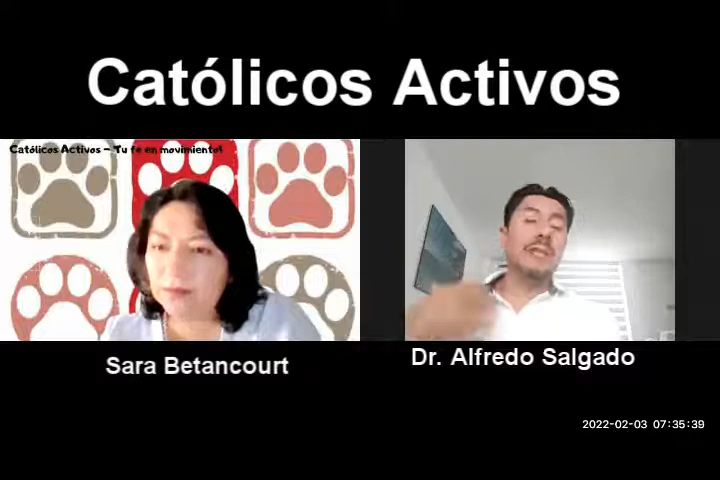 Católicos Activos
Católicos Activos - Tu fe en movimiento!
Sara Betancourt
Dr. Alfredo Salgado
2022-02-03 07:35:39